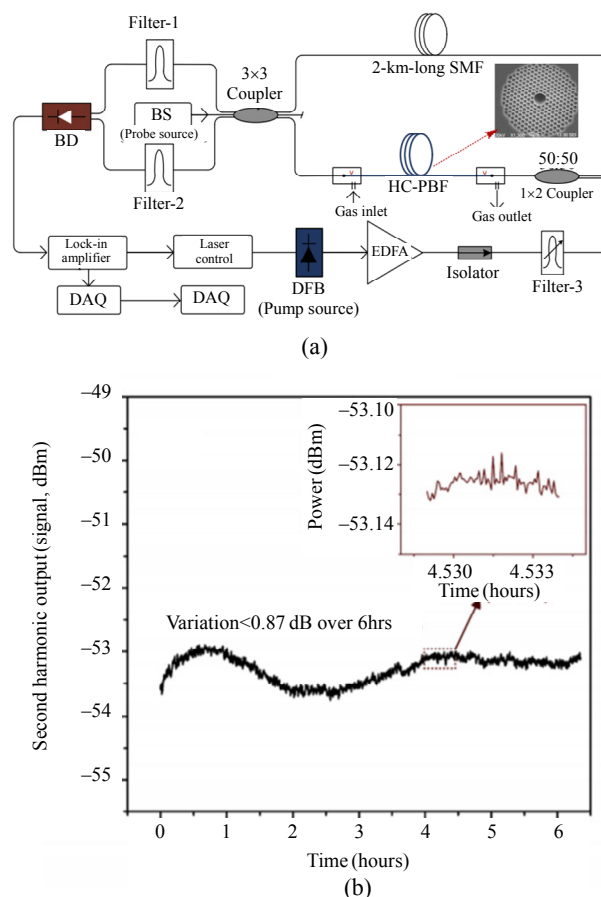 Filter-1
3×3
Coupler
2-km-long SMF
BS
(Probe source)
BD
Filter-2
HC-PBF
50:50
1×2 Coupler
Gas inlet
Gas outlet
Lock-in
amplifier
Laser
control
DFB
(Pump source)
EDFA
Isolator
Filter-3
DAQ
DAQ
(a)
Second harmonic output (signal, dBm)
−49
−50
−51
−52
−53
−54
−55
Power (dBm)
−53.10
−53.12
−53.14
4.530
4.533
Time (hours)
Variation<0.87 dB over 6hrs
0
1
2
3
4
5
6
Time (hours)
(b)